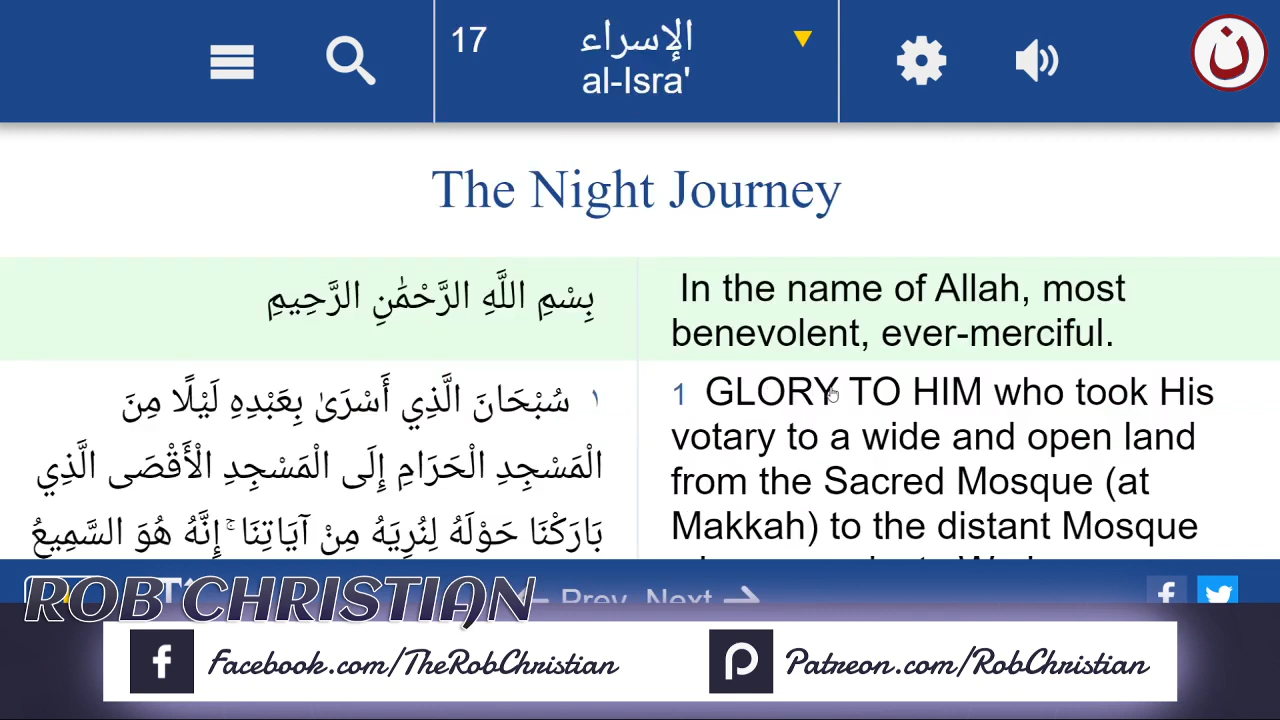 17
الإسراء
al-Isra'
ن
The Night Journey
بِسْمِ اللَّهِ الرَّحْمَٰنِ الرَّحِيمِ
In the name of Allah, most
benevolent, ever-merciful.
١ سُبْحَانَ الَّذِي أَسْرَىٰ بِعَبْدِهِ لَيْلًا مِنَ
الْمَسْجِدِ الْحَرَامِ إِلَى الْمَسْجِدِ الْأَقْصَى الَّذِي
بَارَكْنَا حَوْلَهُ لِنُرِيَهُ مِنْ آيَاتِنَا ۚ إِنَّهُ هُوَ السَّمِيعُ
1 GLORY TO HIM who took His
votary to a wide and open land
from the Sacred Mosque (at
Makkah) to the distant Mosque
Prev Next
ROB CHRISTIAN
Facebook.com/TheRobChristian
Patreon.com/RobChristian